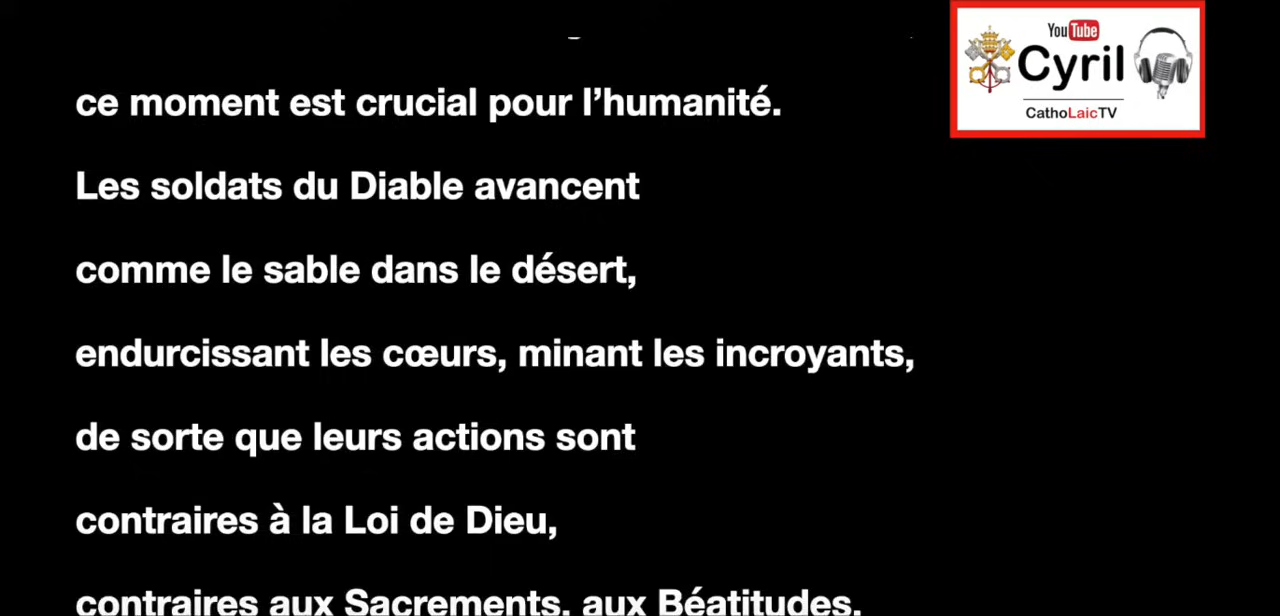 YouTube
Cyril
CathoLaicTV
ce moment est crucial pour l’humanité.
Les soldats du Diable avancent
comme le sable dans le désert,
endurcissant les cœurs, minant les incroyants,
de sorte que leurs actions sont
contraires à la Loi de Dieu,
contraires aux Sacrements, aux Béatitudes,